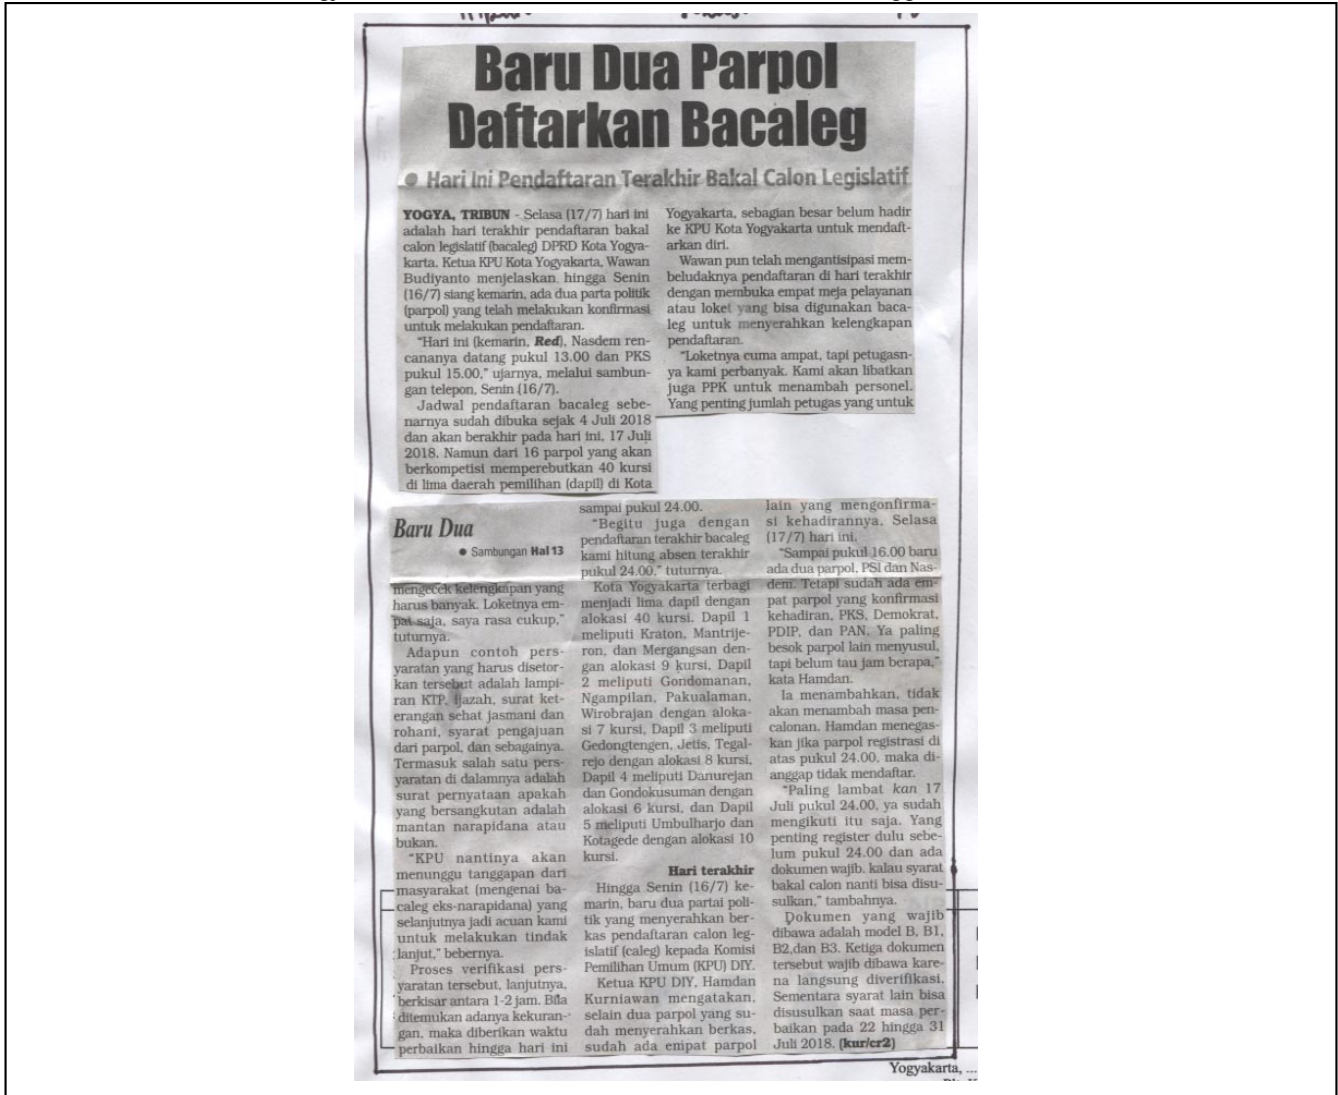 Baru Dua Parpol
Daftarkan Bacaleg
● Hari Ini Pendaftaran Terakhir Bakal Calon Legislatif
YOGYA, TRIBUN - Selasa (17/7) hari ini
adalah hari terakhir pendaftaran bakal
calon legislatif (bacaleg) DPRD Kota Yogya-
karta. Ketua KPU Kota Yogyakarta, Wawan
Budiyanto menjelaskan hingga Senin
(16/7) siang kemarin, ada dua parta politik
(parpol) yang telah melakukan konfirmasi
untuk melakukan pendaftaran.
"Hari ini (kemarin, Red), Nasdem ren-
cananya datang pukul 13.00 dan PKS
pukul 15.00," ujarnya, melalui sambun-
gan telepon, Senin (16/7).
Jadwal pendaftaran bacaleg sebe-
narnya sudah dibuka sejak 4 Juli 2018
dan akan berakhir pada hari ini, 17 Juli
2018. Namun dari 16 parpol yang akan
berkompetisi memperebutkan 40 kursi
di lima daerah pemilihan (dapil) di Kota
Yogyakarta, sebagian besar belum hadir
ke KPU Kota Yogyakarta untuk mendaft-
arkan diri.
Wawan pun telah mengantisipasi mem-
beludaknya pendaftaran di hari terakhir
dengan membuka empat meja pelayanan
atau loket yang bisa digunakan baca-
leg untuk menyerahkan kelengkapan
pendaftaran.
"Loketnya cuma ampat, tapi petugasn-
ya kami perbanyak. Kami akan libatkan
juga PPK untuk menambah personel.
Yang penting jumlah petugas yang untuk
Baru Dua
● Sambungan Hal 13
mengecek kelengkapan yang
harus banyak. Loketnya em-
pat saja, saya rasa cukup,"
tuturnya.
Adapun contoh pers-
yaratan yang harus disetor-
kan tersebut adalah lampi-
ran KTP, ijazah, surat ket-
erangan sehat jasmani dan
rohani, syarat pengajuan
dari parpol, dan sebagainya.
Termasuk salah satu pers-
yaratan di dalamnya adalah
surat pernyataan apakah
yang bersangkutan adalah
mantan narapidana atau
bukan.
"KPU nantinya akan
menunggu tanggapan dari
masyarakat (mengenai ba-
caleg eks-narapidana) yang
selanjutnya jadi acuan kami
untuk melakukan tindak
lanjut," bebernya.
Proses verifikasi pers-
yaratan tersebut, lanjutnya,
berkisar antara 1-2 jam. Bila
ditemukan adanya kekuran-
gan, maka diberikan waktu
perbaikan hingga hari ini
sampai pukul 24.00.
"Begitu juga dengan
pendaftaran terakhir bacaleg
kami hitung absen terakhir
pukul 24.00," tuturnya.
Kota Yogyakarta terbagi
menjadi lima dapil dengan
alokasi 40 kursi. Dapil 1
meliputi Kraton, Mantrije-
ron, dan Mergangsan den-
gan alokasi 9 kursi, Dapil
2 meliputi Gondomanan,
Ngampilan, Pakualaman,
Wirobrajan dengan aloka-
si 7 kursi, Dapil 3 meliputi
Gedongtengen, Jetis, Tegal-
rejo dengan alokasi 8 kursi,
Dapil 4 meliputi Danurejan
dan Gondokusuman dengan
alokasi 6 kursi, dan Dapil
5 meliputi Umbulharjo dan
Kotagede dengan alokasi 10
kursi.
Hari terakhir
Hingga Senin (16/7) ke-
marin, baru dua partai poli-
tik yang menyerahkan ber-
kas pendaftaran calon leg-
islatif (caleg) kepada Komisi
Pemilihan Umum (KPU) DIY.
Ketua KPU DIY, Hamdan
Kurniawan mengatakan,
selain dua parpol yang su-
dah menyerahkan berkas,
sudah ada empat parpol
lain yang mengonfirma-
si kehadirannya, Selasa
(17/7) hari ini.
"Sampai pukul 16.00 baru
ada dua parpol, PSI dan Nas-
dem. Tetapi sudah ada em-
pat parpol yang konfirmasi
kehadiran, PKS, Demokrat,
PDIP, dan PAN. Ya paling
besok parpol lain menyusul,
tapi belum tau jam berapa,"
kata Hamdan.
Ia menambahkan, tidak
akan menambah masa pen-
calonan. Hamdan menegas-
kan jika parpol registrasi di
atas pukul 24.00, maka di-
anggap tidak mendaftar.
"Paling lambat kan 17
Juli pukul 24.00, ya sudah
mengikuti itu saja. Yang
penting register dulu sebe-
lum pukul 24.00 dan ada
dokumen wajib. kalau syarat
bakal calon nanti bisa disu-
sulkan," tambahnya.
Dokumen yang wajib
dibawa adalah model B, B1,
B2,dan B3. Ketiga dokumen
tersebut wajib dibawa kare-
na langsung diverifikasi.
Sementara syarat lain bisa
disusulkan saat masa per-
baikan pada 22 hingga 31
Juli 2018. (kur/cr2)
Yogyakarta, ...